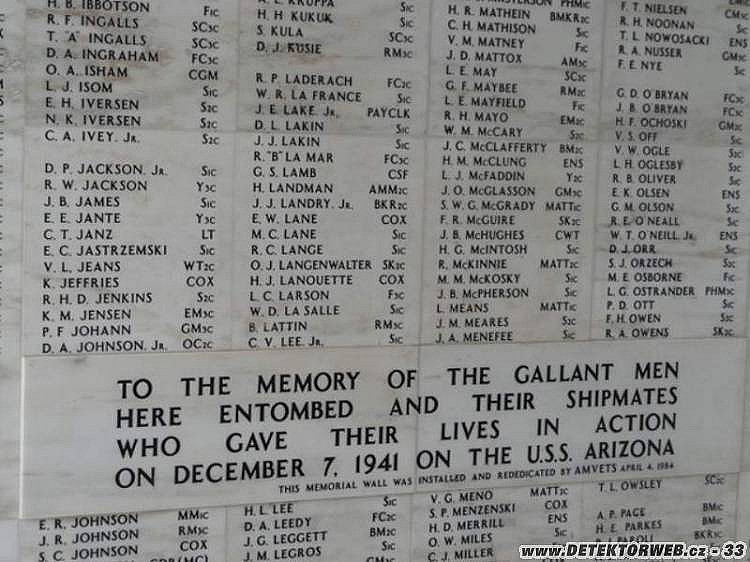 H. B. IBBOTSON F1C
R. F. INGALLS SC3C
T. "A" INGALLS SC3C
D. A. INGRAHAM FC3C
O. A. ISHAM CGM
L. J. ISOM S1C
E. H. IVERSEN S2C
N. K. IVERSEN S2C
C. A. IVEY, JR. S2C
D. P. JACKSON, JR. S1C
R. W. JACKSON Y3C
J. B. JAMES S1C
E. E. JANTE Y3C
C. T. JANZ LT
E. C. JASTRZEMSKI S1C
V. L. JEANS WT2C
K. JEFFRIES COX
R. H. D. JENKINS S2C
K. M. JENSEN EM3C
P. F. JOHANN GM3C
D. A. JOHNSON, JR. OC2C
A. E. KRUPPA S1C
H. H. KUKUK S1C
S. KULA SC3C
D. J. KUSIE RM3C
R. P. LADERACH FC2C
W. R. LA FRANCE S1C
J. E. LAKE, JR. PAYCLK
D. L. LAKIN S1C
J. J. LAKIN S1C
R. "B" LA MAR FC3C
G. S. LAMB CSF
H. LANDMAN AMM2C
J. J. LANDRY, JR. BKR2C
E. W. LANE COX
M. C. LANE S1C
R. C. LANGE S1C
O. J. LANGENWALTER SK2C
H. J. LANOUETTE COX
L. C. LARSON F3C
W. D. LA SALLE S1C
B. LATTIN RM3C
C. V. LEE, JR. S1C
H. R. MATHEIN BMKR2C
C. H. MATHISON S1C
V. M. MATNEY F1C
J. D. MATTOX AM3C
L. E. MAY SC2C
G. F. MAYBEE RM2C
L. E. MAYFIELD F1C
R. H. MAYO EM2C
W. M. McCARY S2C
J. C. McCLAFFERTY BM2C
H. M. McCLUNG ENS
L. J. McFADDIN Y2C
J. O. McGLASSON GM3C
S. W. G. McGRADY MATT1C
F. R. McGUIRE SK2C
J. B. McHUGHES CWT
H. G. McINTOSH S1C
R. McKINNIE MATT2C
M. M. McKOSKY S1C
J. B. McPHERSON S1C
L. MEANS MATT1C
J. M. MEARES S2C
J. A. MENEFEE S1C
F. T. NIELSEN CM3C
R. H. NOONAN S1C
T. L. NOWOSACKI ENS
R. A. NUSSER GM3C
F. E. NYE S1C
G. D. O'BRYAN FC3C
J. B. O'BRYAN FC3C
H. F. OCHOSKI GM2C
V. S. OFF S1C
V. W. OGLE S1C
L. H. OGLESBY S2C
R. B. OLIVER S1C
E. K. OLSEN ENS
G. M. OLSON S2C
R. E. O'NEALL S1C
W. T. O'NEILL, JR. ENS
D. J. ORR S1C
S. J. ORZECH S2C
M. E. OSBORNE F1C
L. G. OSTRANDER PHM3C
P. D. OTT S1C
F. H. OWEN S2C
R. A. OWENS SK2C
TO THE MEMORY OF THE GALLANT MEN
HERE ENTOMBED AND THEIR SHIPMATES
WHO GAVE THEIR LIVES IN ACTION
ON DECEMBER 7, 1941 ON THE U.S.S. ARIZONA
THIS MEMORIAL WALL WAS INSTALLED AND REDEDICATED BY AMVETS APRIL 4, 1984
E. R. JOHNSON MM1C
J. R. JOHNSON RM3C
S. C. JOHNSON COX
H. L. LEE S1C
D. A. LEEDY FC2C
J. G. LEGGETT BM2C
J. M. LEGROS S1C
V. G. MENO MATT2C
S. P. MENZENSKI COX
H. D. MERRILL ENS
O. W. MILES S1C
C. J. MILLER
T. L. OWSLEY SC2C
A. P. PAGE BM1C
H. E. PARKES BM1C
PAROLI BKR3C
www.DETEKTORWEB.cz - 33